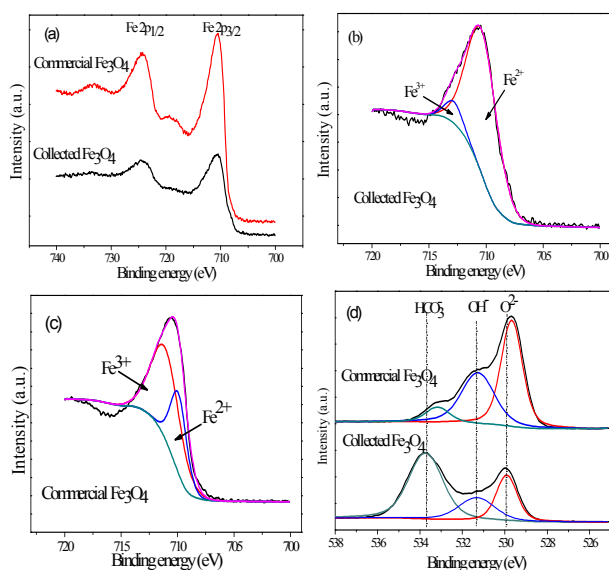 (a)
Fe 2p1/2
Fe 2p3/2
Commercial Fe3O4
Collected Fe3O4
Intensity (a.u.)
740 730 720 710 700
Binding energy (eV)
(b)
Fe3+
Fe2+
Collected Fe3O4
Intensity (a.u.)
720 715 710 705 700
Binding energy (eV)
(c)
Fe3+
Fe2+
Commercial Fe3O4
Intensity (a.u.)
720 715 710 705 700
Binding energy (eV)
(d)
HCO3-
OH-
O2-
Commercial Fe3O4
Collected Fe3O4
Intensity (a.u.)
538 536 534 532 530 528 526
Binding energy (eV)